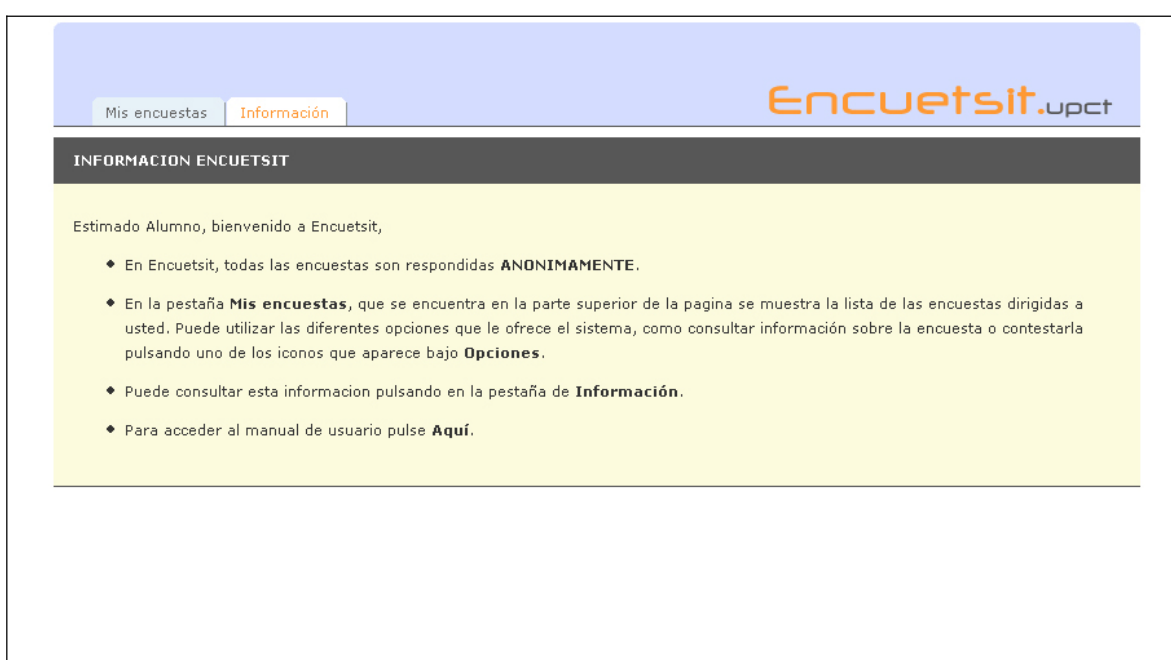 Mis encuestas Información Encuetsit.upct
INFORMACION ENCUETSIT
Estimado Alumno, bienvenido a Encuetsit,
◆ En Encuetsit, todas las encuestas son respondidas ANONIMAMENTE.
◆ En la pestaña Mis encuestas, que se encuentra en la parte superior de la pagina se muestra la lista de las encuestas dirigidas a
usted. Puede utilizar las diferentes opciones que le ofrece el sistema, como consultar información sobre la encuesta o contestarla
pulsando uno de los iconos que aparece bajo Opciones.
◆ Puede consultar esta informacion pulsando en la pestaña de Información.
◆ Para acceder al manual de usuario pulse Aquí.